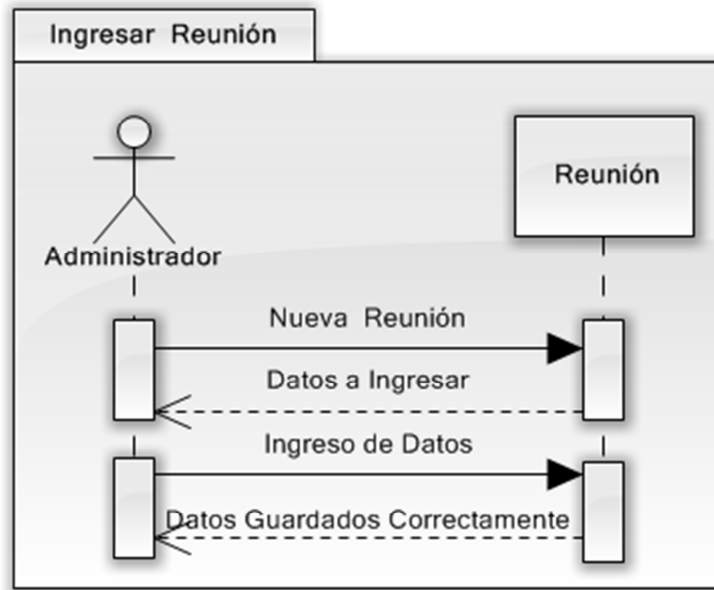 Ingresar Reunión
Reunión
Administrador
Nueva Reunión
Datos a Ingresar
Ingreso de Datos
Datos Guardados Correctamente